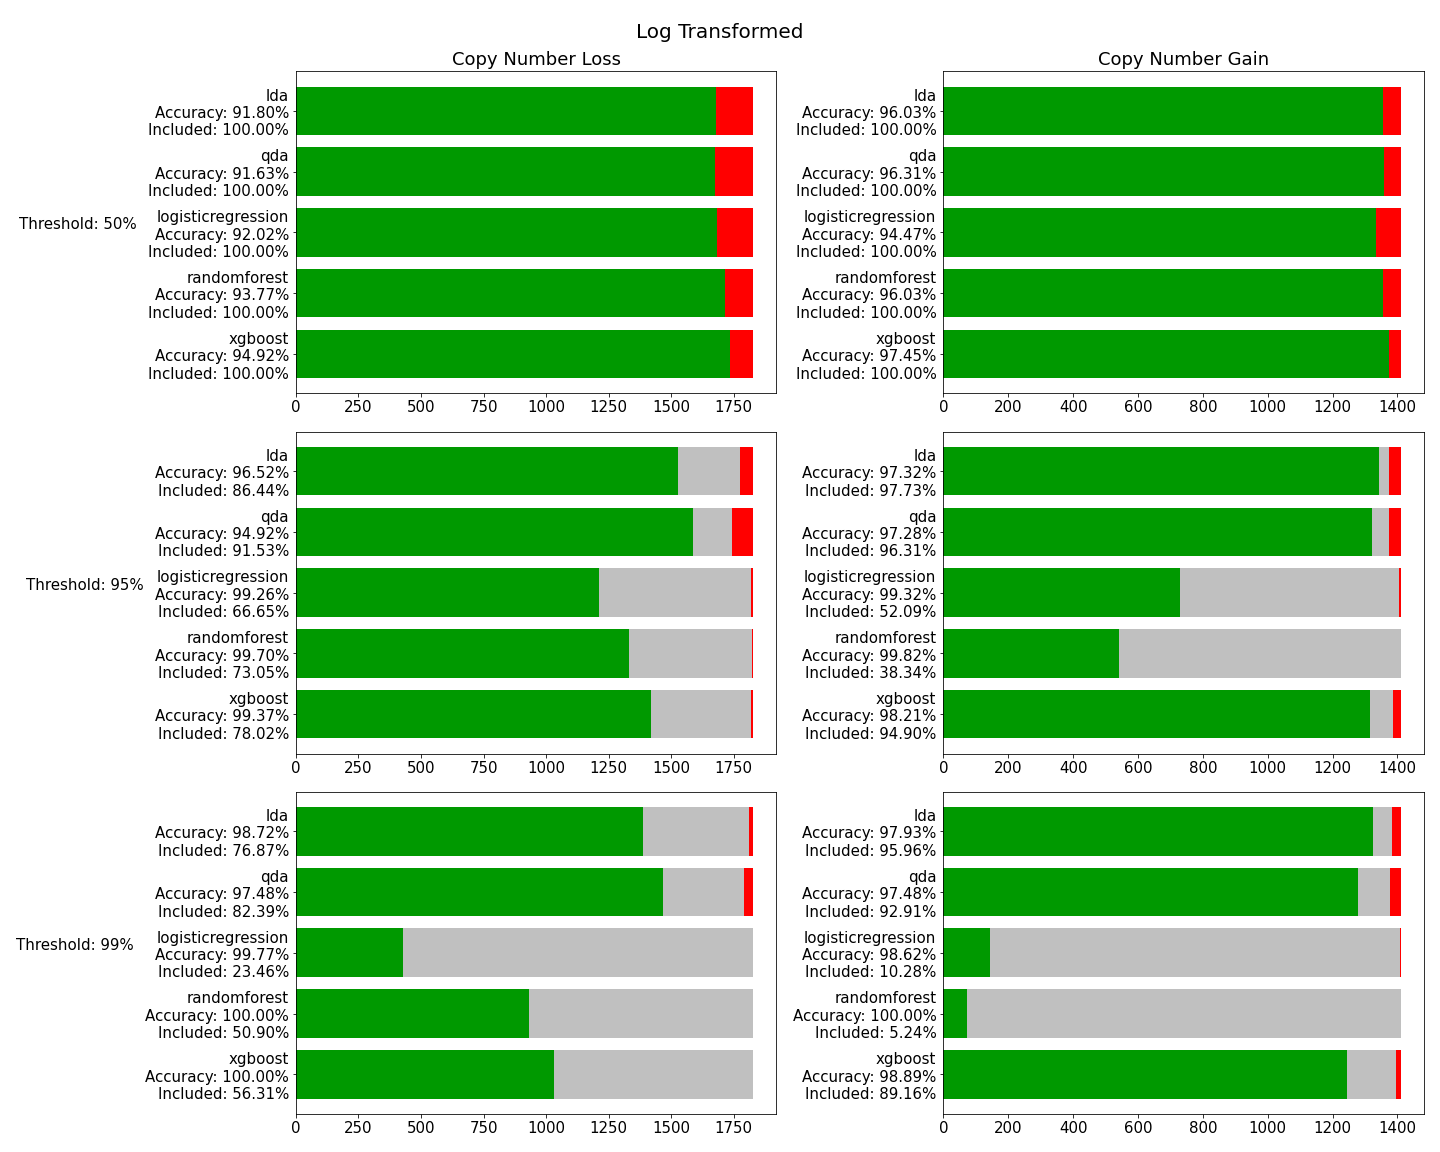 Log Transformed
Copy Number Loss
Copy Number Gain
Threshold: 50%
lda
Accuracy: 91.80%
Included: 100.00%
qda
Accuracy: 91.63%
Included: 100.00%
logisticregression
Accuracy: 92.02%
Included: 100.00%
randomforest
Accuracy: 93.77%
Included: 100.00%
xgboost
Accuracy: 94.92%
Included: 100.00%
0 250 500 750 1000 1250 1500 1750
lda
Accuracy: 96.03%
Included: 100.00%
qda
Accuracy: 96.31%
Included: 100.00%
logisticregression
Accuracy: 94.47%
Included: 100.00%
randomforest
Accuracy: 96.03%
Included: 100.00%
xgboost
Accuracy: 97.45%
Included: 100.00%
0 200 400 600 800 1000 1200 1400
Threshold: 95%
lda
Accuracy: 96.52%
Included: 86.44%
qda
Accuracy: 94.92%
Included: 91.53%
logisticregression
Accuracy: 99.26%
Included: 66.65%
randomforest
Accuracy: 99.70%
Included: 73.05%
xgboost
Accuracy: 99.37%
Included: 78.02%
0 250 500 750 1000 1250 1500 1750
lda
Accuracy: 97.32%
Included: 97.73%
qda
Accuracy: 97.28%
Included: 96.31%
logisticregression
Accuracy: 99.32%
Included: 52.09%
randomforest
Accuracy: 99.82%
Included: 38.34%
xgboost
Accuracy: 98.21%
Included: 94.90%
0 200 400 600 800 1000 1200 1400
Threshold: 99%
lda
Accuracy: 98.72%
Included: 76.87%
qda
Accuracy: 97.48%
Included: 82.39%
logisticregression
Accuracy: 99.77%
Included: 23.46%
randomforest
Accuracy: 100.00%
Included: 50.90%
xgboost
Accuracy: 100.00%
Included: 56.31%
0 250 500 750 1000 1250 1500 1750
lda
Accuracy: 97.93%
Included: 95.96%
qda
Accuracy: 97.48%
Included: 92.91%
logisticregression
Accuracy: 98.62%
Included: 10.28%
randomforest
Accuracy: 100.00%
Included: 5.24%
xgboost
Accuracy: 98.89%
Included: 89.16%
0 200 400 600 800 1000 1200 1400